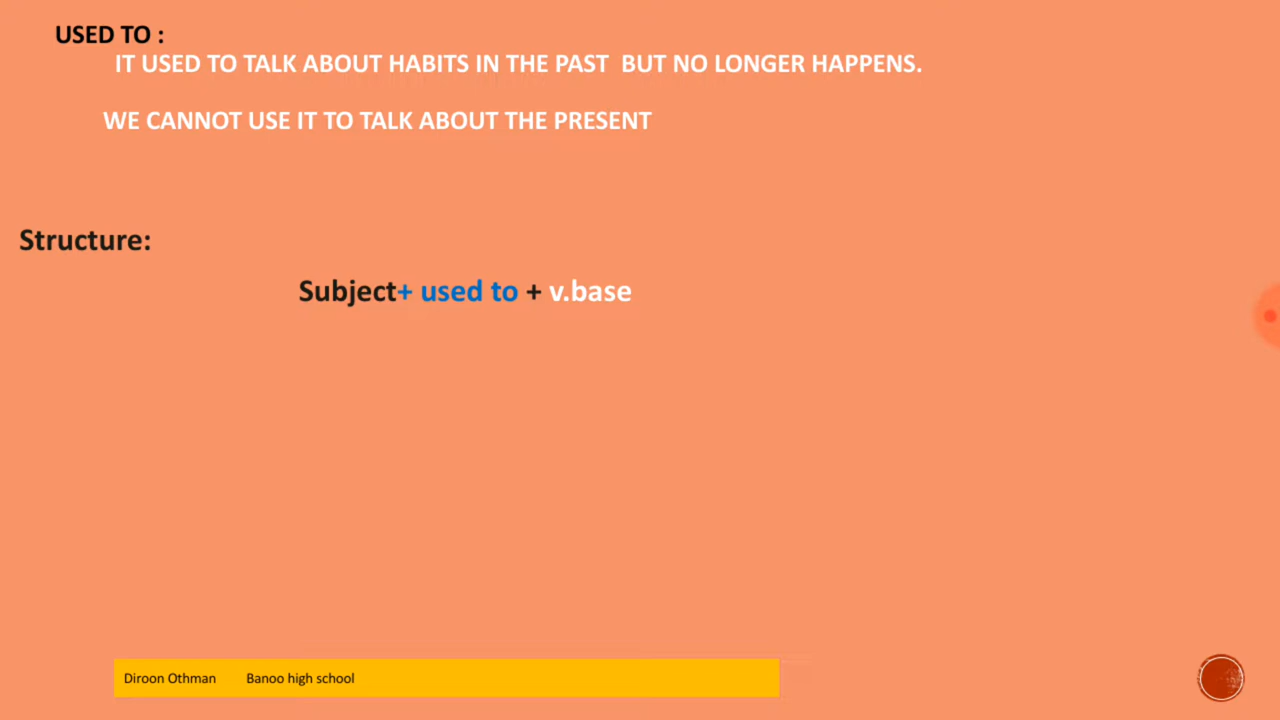 USED TO :
IT USED TO TALK ABOUT HABITS IN THE PAST BUT NO LONGER HAPPENS.
WE CANNOT USE IT TO TALK ABOUT THE PRESENT
Structure:
Subject+ used to + v.base
Diroon Othman Banoo high school